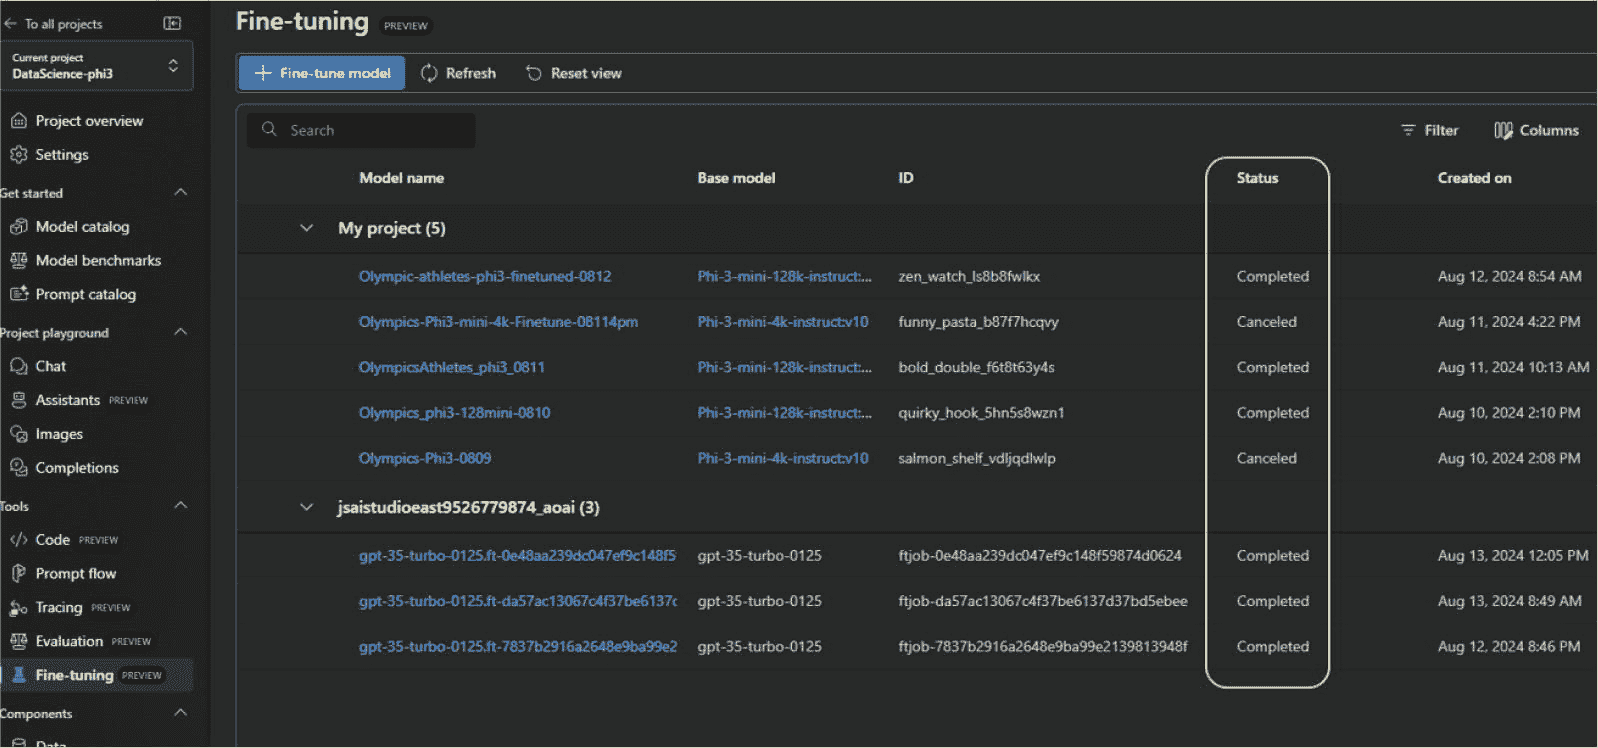 To all projects
Current project
DataScience-phi3
Project overview
Settings
Get started
Model catalog
Model benchmarks
Prompt catalog
Project playground
Chat
Assistants PREVIEW
Images
Completions
Tools
Code PREVIEW
Prompt flow
Tracing PREVIEW
Evaluation PREVIEW
Fine-tuning PREVIEW
Components
Data
Fine-tuning PREVIEW
Fine-tune model Refresh Reset view
Search Filter Columns
Model name Base model ID Status Created on
My project (5)
Olympic-athletes-phi3-finetuned-0812 Phi-3-mini-128k-instruct:... zen_watch_ls8b8fwlkx Completed Aug 12, 2024 8:54 AM
Olympics-Phi3-mini-4k-Finetune-08114pm Phi-3-mini-4k-instruct:v10 funny_pasta_b87f7hcqvy Canceled Aug 11, 2024 4:22 PM
OlympicsAthletes_phi3_0811 Phi-3-mini-128k-instruct:... bold_double_f6t8t63y4s Completed Aug 11, 2024 10:13 AM
Olympics_phi3-128mini-0810 Phi-3-mini-128k-instruct:... quirky_hook_5hn5s8wzn1 Completed Aug 10, 2024 2:10 PM
Olympics-Phi3-0809 Phi-3-mini-4k-instruct:v10 salmon_shelf_vdljqdlwlp Canceled Aug 10, 2024 2:08 PM
jsaistudioeast9526779874_aoai (3)
gpt-35-turbo-0125.ft-0e48aa239dc047ef9c148f5 gpt-35-turbo-0125 ftjob-0e48aa239dc047ef9c148f59874d0624 Completed Aug 13, 2024 12:05 PM
gpt-35-turbo-0125.ft-da57ac13067c4f37be6137c gpt-35-turbo-0125 ftjob-da57ac13067c4f37be6137d37bd5ebee Completed Aug 13, 2024 8:49 AM
gpt-35-turbo-0125.ft-7837b2916a2648e9ba99e2 gpt-35-turbo-0125 ftjob-7837b2916a2648e9ba99e2139813948f Completed Aug 12, 2024 8:46 PM